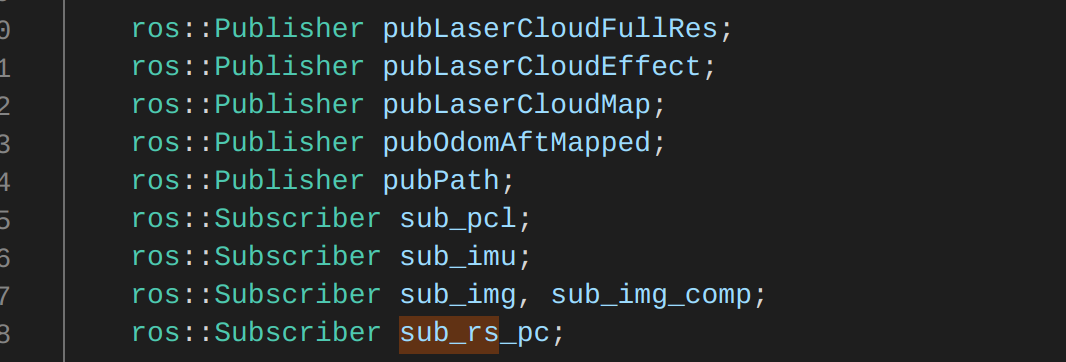 0 ros::Publisher pubLaserCloudFullRes;
1 ros::Publisher pubLaserCloudEffect;
2 ros::Publisher pubLaserCloudMap;
3 ros::Publisher pubOdomAftMapped;
4 ros::Publisher pubPath;
5 ros::Subscriber sub_pcl;
6 ros::Subscriber sub_imu;
7 ros::Subscriber sub_img, sub_img_comp;
8 ros::Subscriber sub_rs_pc;